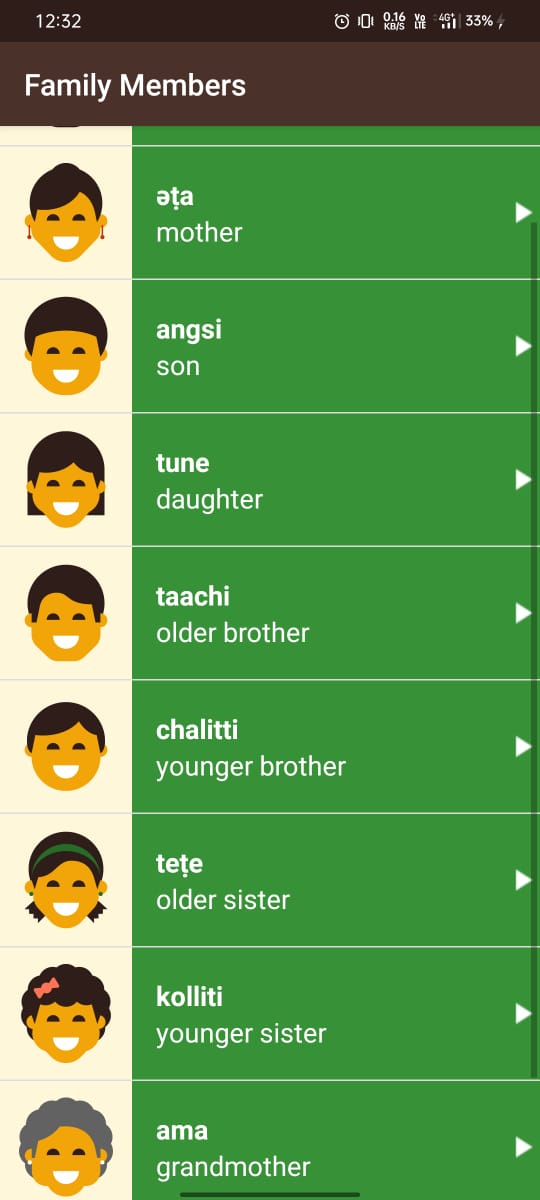 12:32
0.16 KB/S
Vo LTE
4G+
33%
Family Members
əṭa
mother
angsi
son
tune
daughter
taachi
older brother
chalitti
younger brother
teṭe
older sister
kolliti
younger sister
ama
grandmother